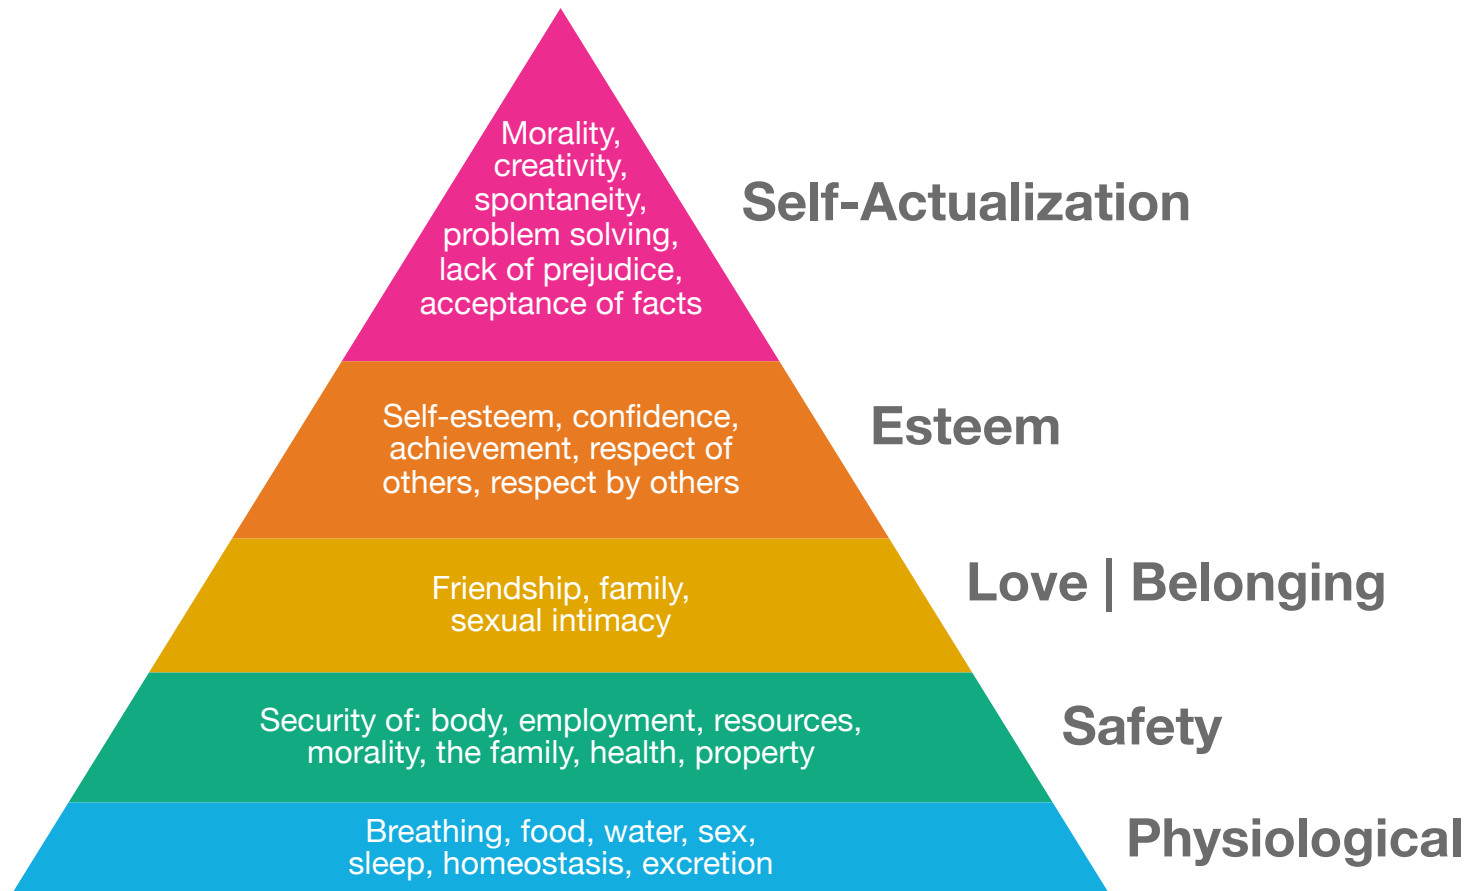 Morality,
creativity,
spontaneity,
problem solving,
lack of prejudice,
acceptance of facts
Self-Actualization
Self-esteem, confidence,
achievement, respect of
others, respect by others
Esteem
Friendship, family,
sexual intimacy
Love | Belonging
Security of: body, employment, resources,
morality, the family, health, property
Safety
Breathing, food, water, sex,
sleep, homeostasis, excretion
Physiological